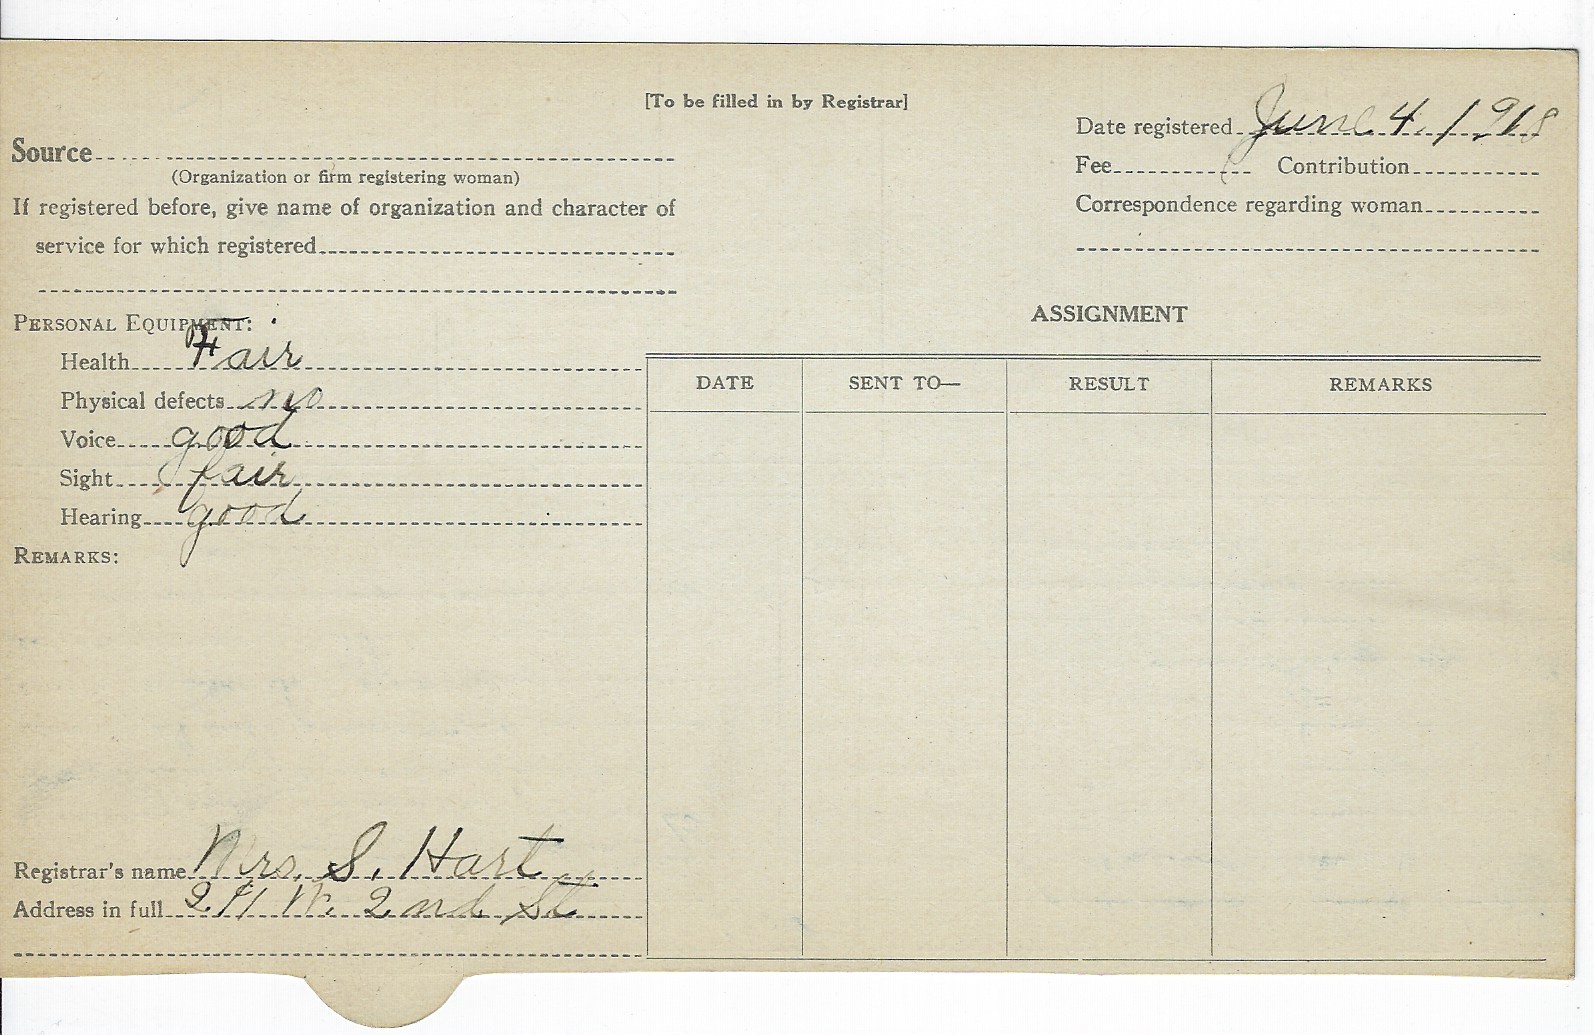 [To be filled in by Registrar]
Date registered June 4, 1918
Source
Fee Contribution
(Organization or firm registering woman)
Correspondence regarding woman
If registered before, give name of organization and character of
service for which registered
PERSONAL EQUIPMENT:
ASSIGNMENT
Health Fair
DATE SENT TO— RESULT REMARKS
Physical defects no
Voice good
Sight fair
Hearing good
REMARKS:
Registrar's name Mrs. S. Hart
Address in full W. 2nd St